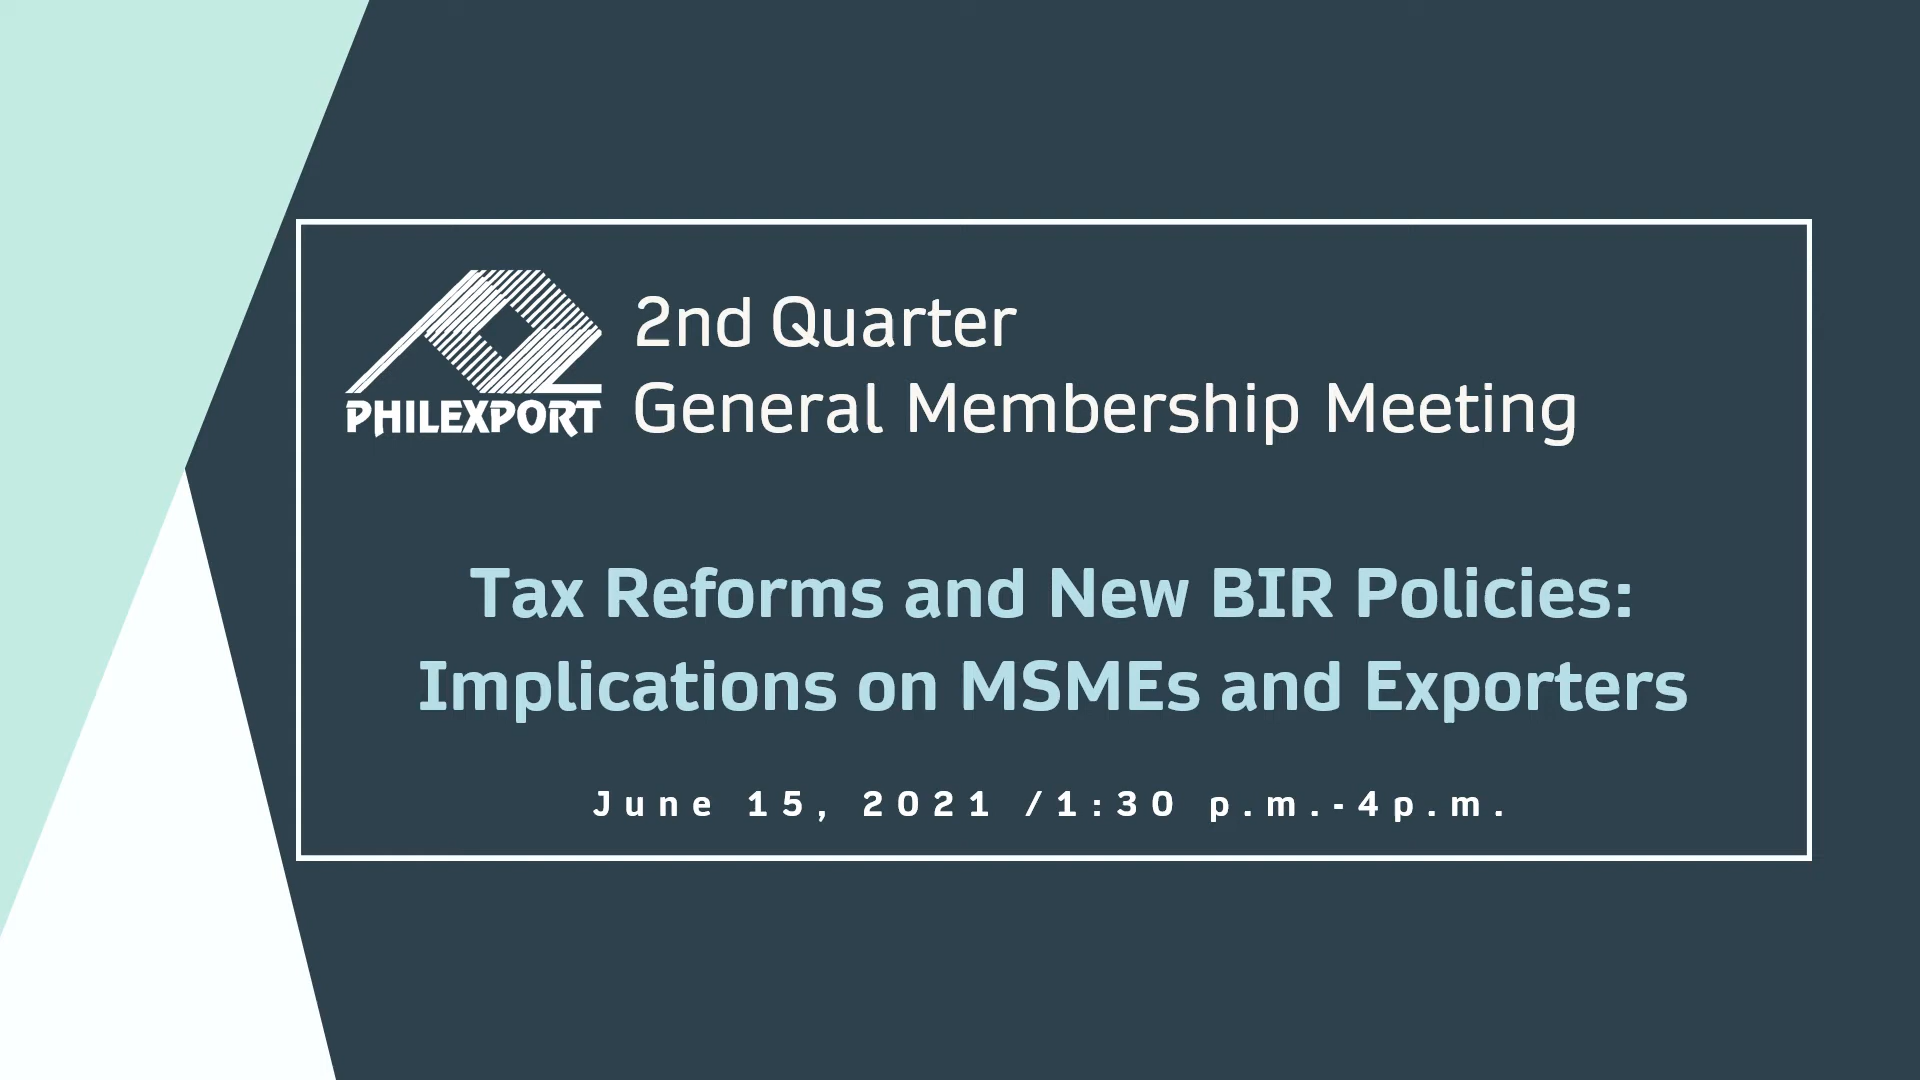 PHILEXPORT
2nd Quarter
General Membership Meeting
Tax Reforms and New BIR Policies:
Implications on MSMEs and Exporters
June 15, 2021 /1:30 p.m.-4p.m.